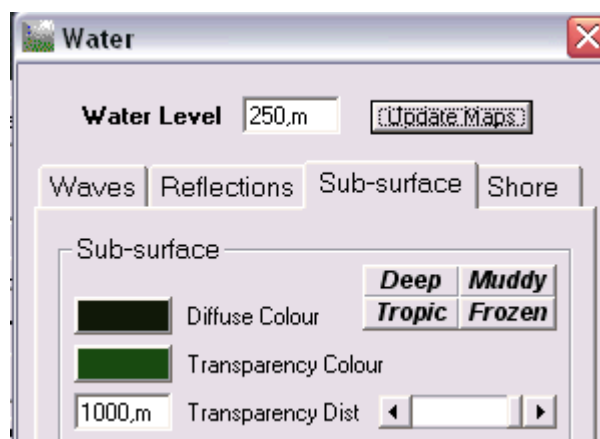 Water
Water Level 250,m Update Maps
Waves Reflections Sub-surface Shore
Sub-surface
Deep Muddy
Diffuse Colour Tropic Frozen
Transparency Colour
1000,m Transparency Dist